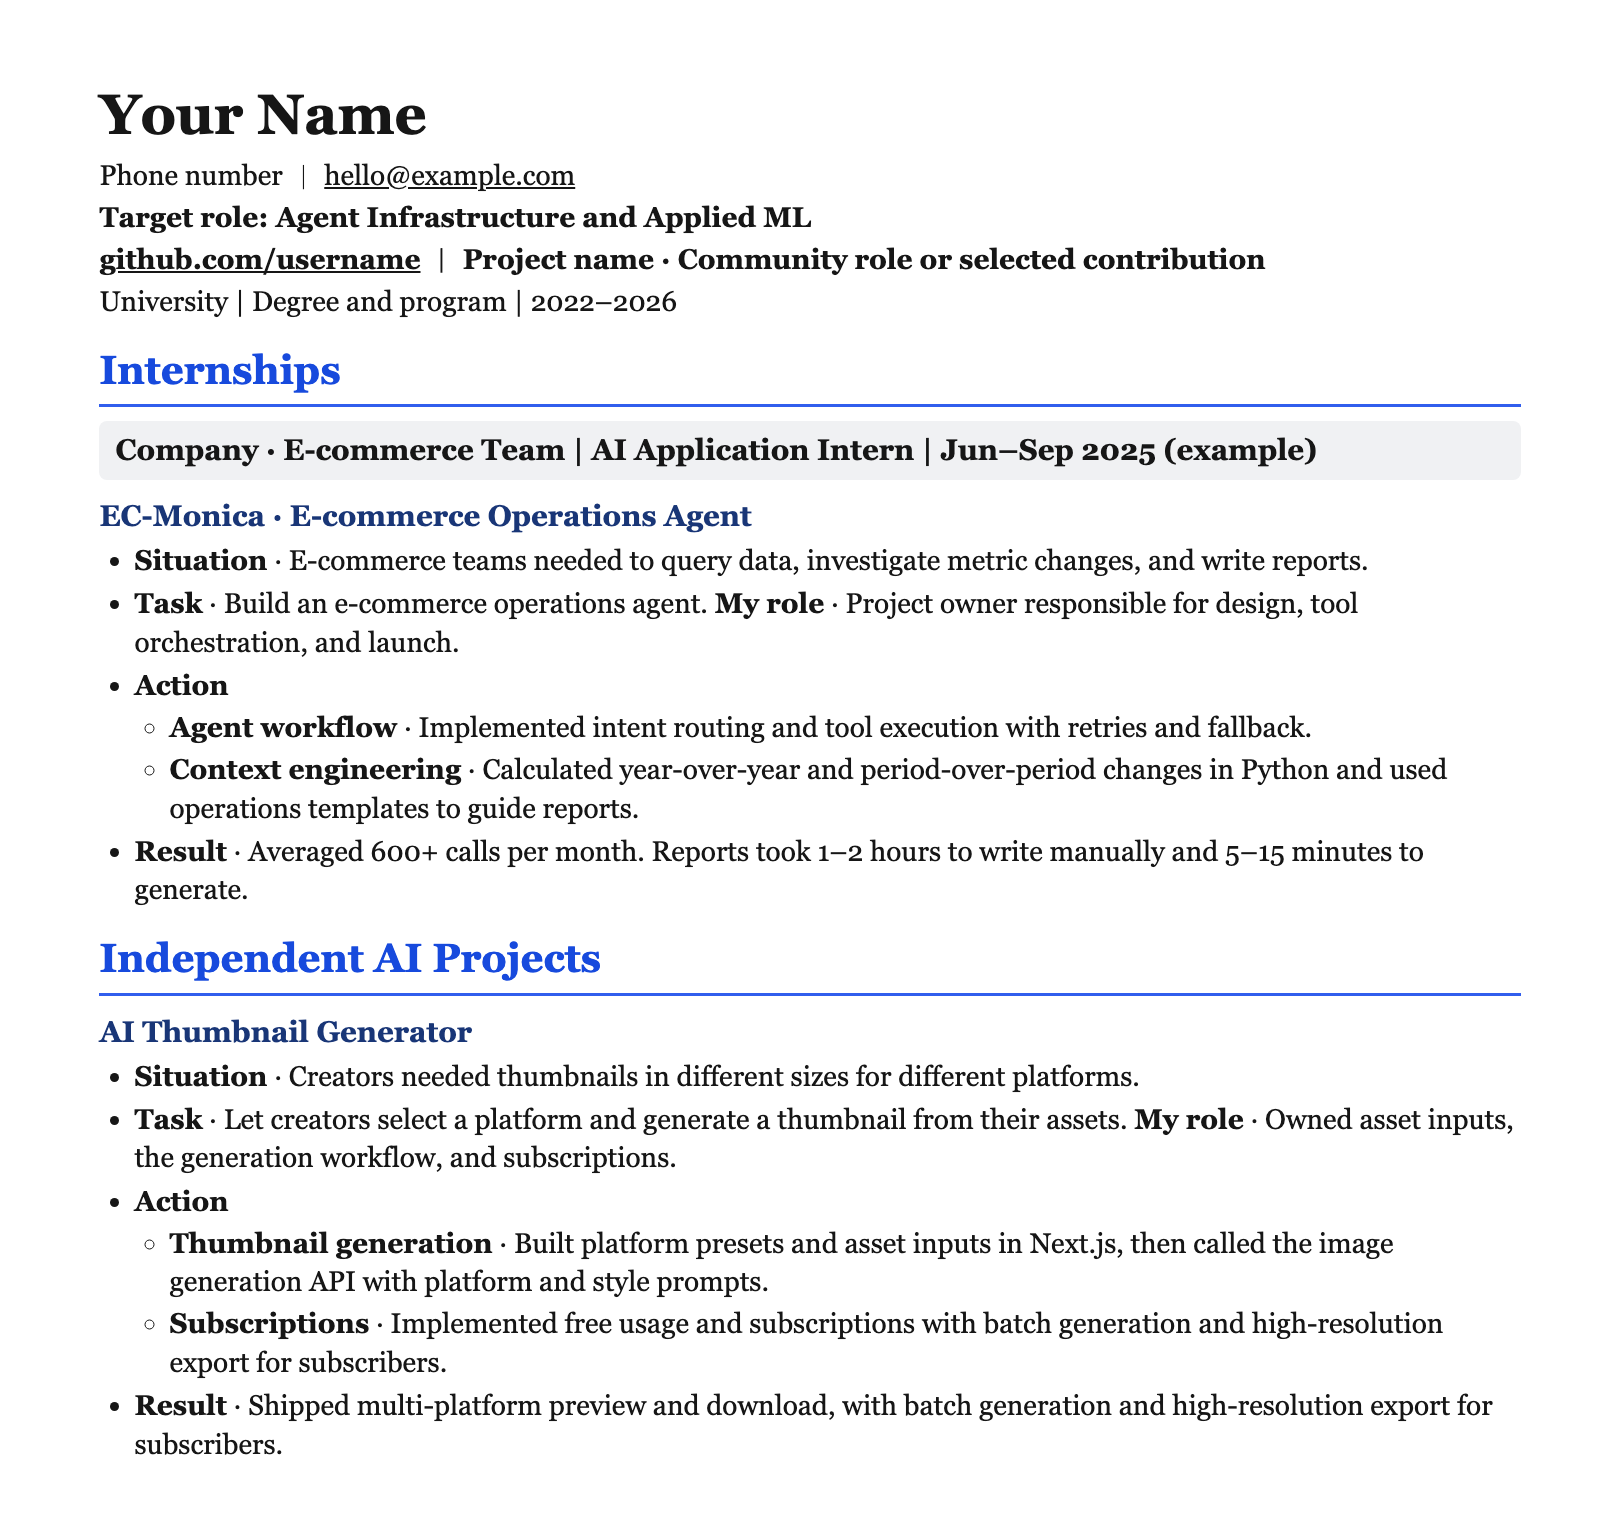 Your Name
Phone number | hello@example.com
Target role: Agent Infrastructure and Applied ML
github.com/username | Project name · Community role or selected contribution
University | Degree and program | 2022–2026
Internships
Company · E-commerce Team | AI Application Intern | Jun–Sep 2025 (example)
EC-Monica · E-commerce Operations Agent
• Situation · E-commerce teams needed to query data, investigate metric changes, and write reports.
• Task · Build an e-commerce operations agent. My role · Project owner responsible for design, tool
orchestration, and launch.
• Action
◦ Agent workflow · Implemented intent routing and tool execution with retries and fallback.
◦ Context engineering · Calculated year-over-year and period-over-period changes in Python and used
operations templates to guide reports.
• Result · Averaged 600+ calls per month. Reports took 1–2 hours to write manually and 5–15 minutes to
generate.
Independent AI Projects
AI Thumbnail Generator
• Situation · Creators needed thumbnails in different sizes for different platforms.
• Task · Let creators select a platform and generate a thumbnail from their assets. My role · Owned asset inputs,
the generation workflow, and subscriptions.
• Action
◦ Thumbnail generation · Built platform presets and asset inputs in Next.js, then called the image
generation API with platform and style prompts.
◦ Subscriptions · Implemented free usage and subscriptions with batch generation and high-resolution
export for subscribers.
• Result · Shipped multi-platform preview and download, with batch generation and high-resolution export for
subscribers.